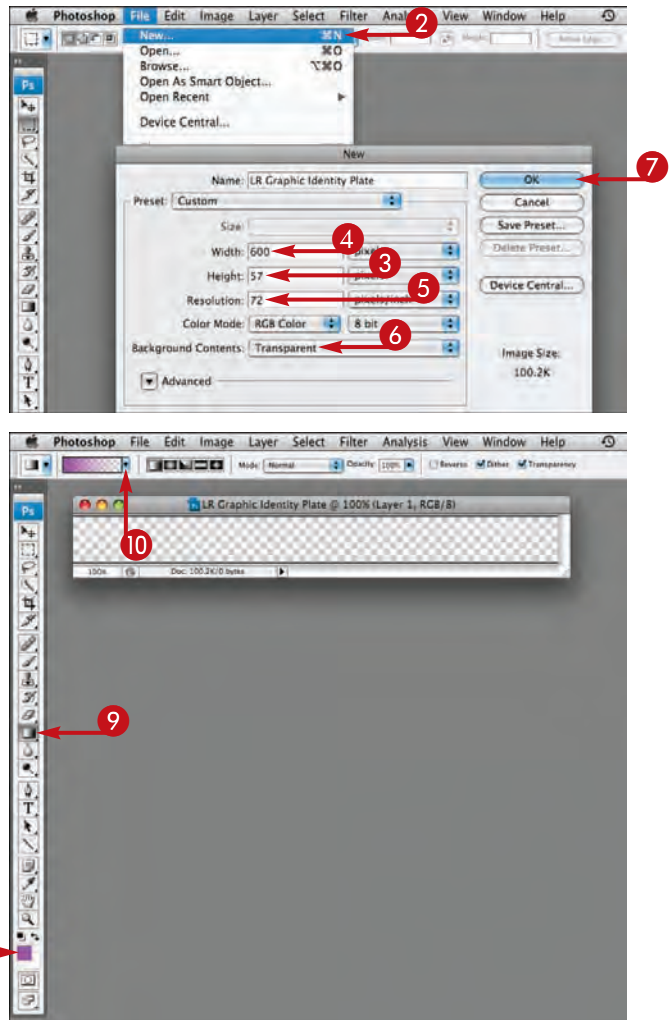 Photoshop File Edit Image Layer Select Filter Analysis View Window Help
New... ⌘N
2
Open... ⌘O
Browse... ⌥⌘O
Open As Smart Object...
Open Recent
Device Central...
Ps
New
Name: LR Graphic Identity Plate
OK
7
Preset: Custom
Cancel
Size:
Save Preset...
Width: 600
4
pixels
Delete Preset...
Height: 57
3
Resolution: 72
5
pixels/inch
Device Central...
Color Mode: RGB Color 8 bit
6
Background Contents: Transparent
Image Size:
100.2K
Advanced
Photoshop File Edit Image Layer Select Filter Analysis View Window Help
Mode: Normal Opacity: 100% Reverse Dither Transparency
Ps
LR Graphic Identity Plate @ 100% (Layer 1, RGB/8)
10
100% Doc: 100.2K/0 bytes
9